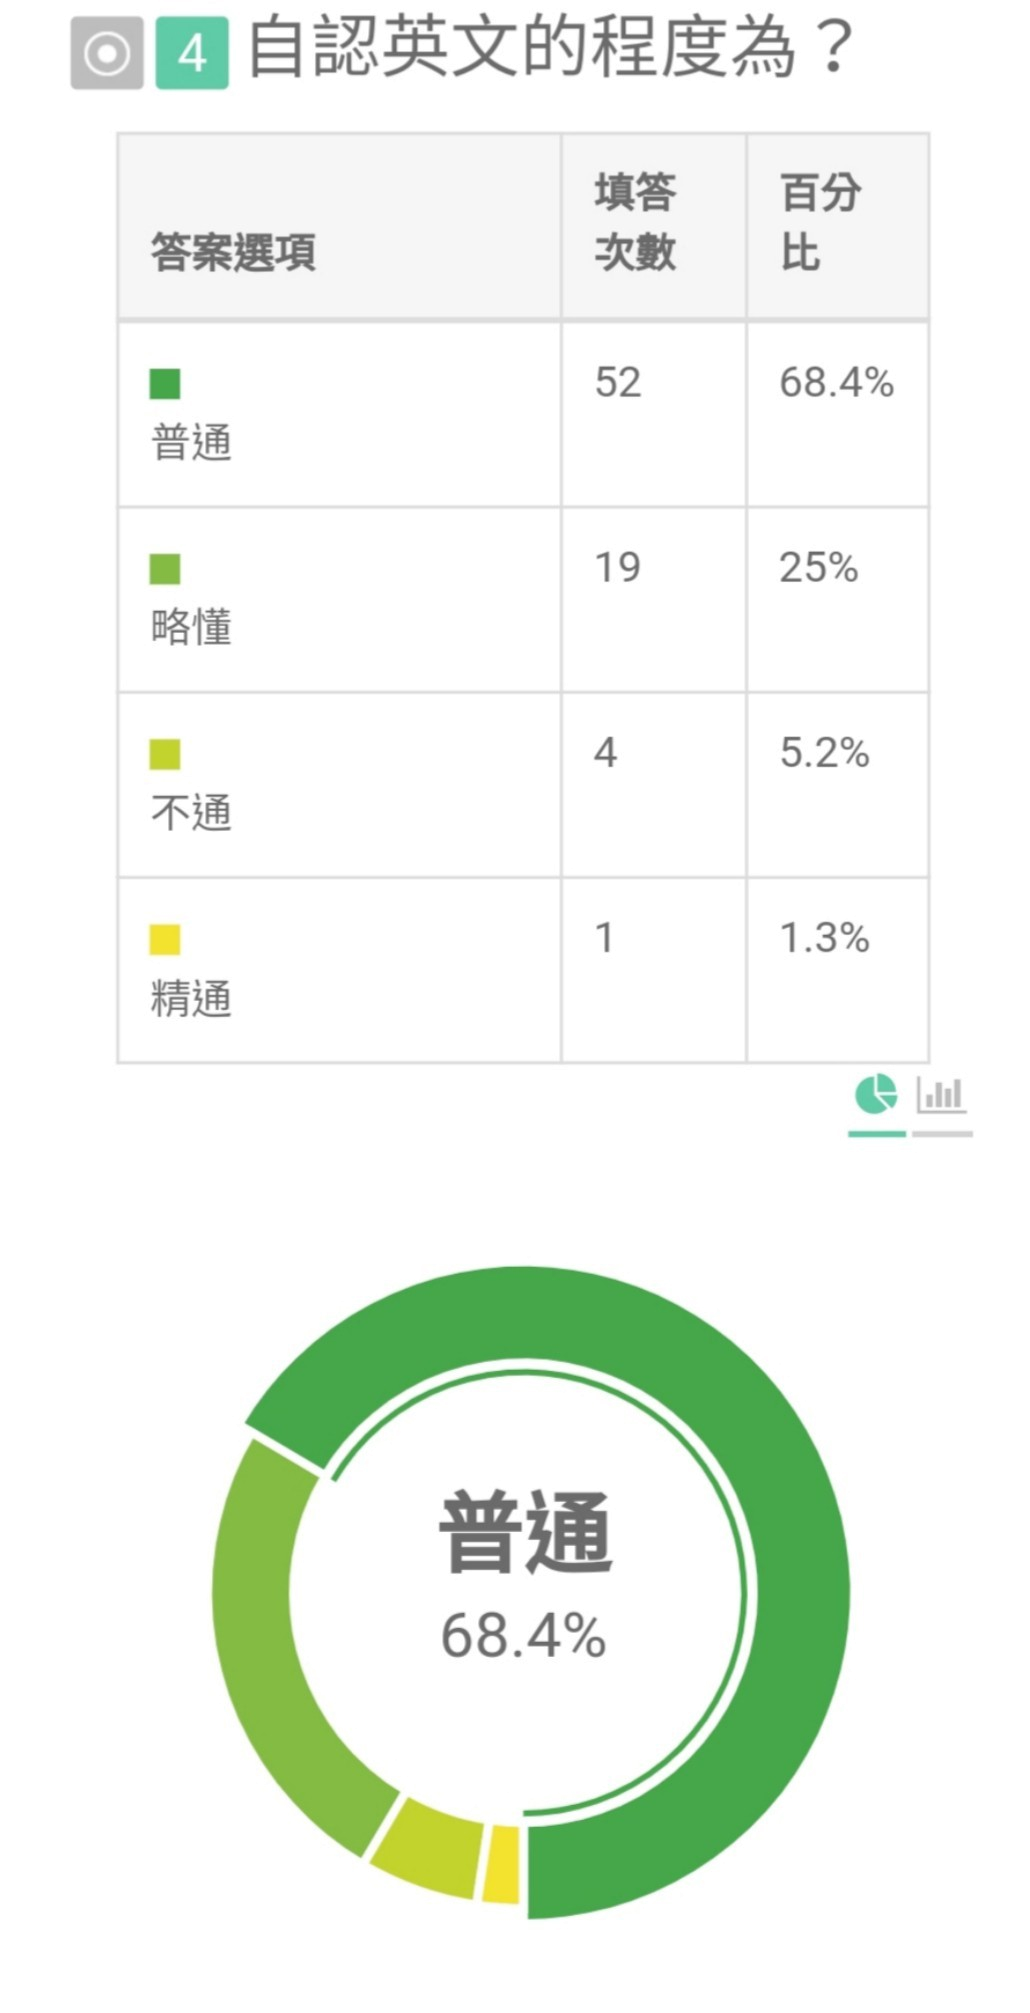 4 自認英文的程度為？
答案選項 填答次數 百分比
普通 52 68.4%
略懂 19 25%
不通 4 5.2%
精通 1 1.3%
普通
68.4%